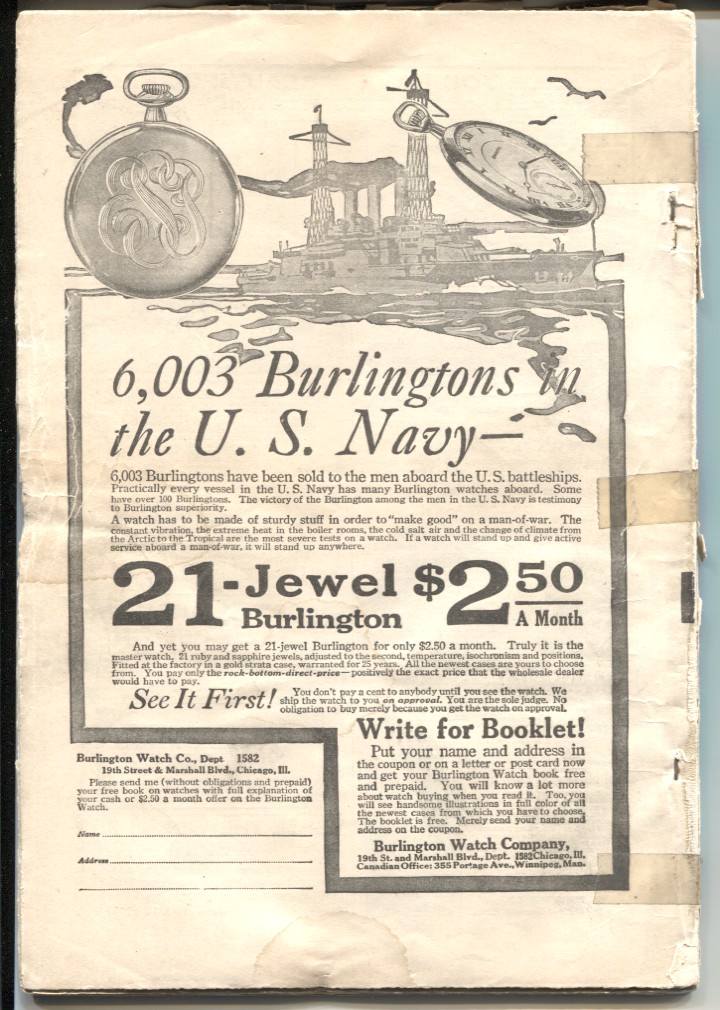 6,003 Burlingtons in
the U. S. Navy—
6,003 Burlingtons have been sold to the men aboard the U.S. battleships.
Practically every vessel in the U. S. Navy has many Burlington watches aboard. Some
have over 100 Burlingtons. The victory of the Burlington among the men in the U.S. Navy is testimony
to Burlington superiority.
A watch has to be made of sturdy stuff in order to "make good" on a man-of-war. The
constant vibration, the extreme heat in the boiler rooms, the cold salt air and the change of climate from
the Arctic to the Tropical are the most severe tests on a watch. If a watch will stand up and give active
service aboard a man-of-war, it will stand up anywhere.
21-Jewel $250
Burlington A Month
And yet you may get a 21-jewel Burlington for only $2.50 a month. Truly it is the
master watch, 21 ruby and sapphire jewels, adjusted to the second, temperature, isochronism and positions.
Fitted at the factory in a gold strata case, warranted for 25 years. All the newest cases are yours to choose
from. You pay only the rock-bottom-direct-price—positively the exact price that the wholesale dealer
would have to pay.
See It First!
You don't pay a cent to anybody until you see the watch. We
ship the watch to you on approval. You are the sole judge. No
obligation to buy merely because you get the watch on approval.
Write for Booklet!
Put your name and address in
the coupon or on a letter or post card now
and get your Burlington Watch book free
and prepaid. You will know a lot more
about watch buying when you read it. Too, you
will see handsome illustrations in full color of all
the newest cases from which you have to choose.
The booklet is free. Merely send your name and
address on the coupon.
Burlington Watch Company,
19th St. and Marshall Blvd., Dept. 1582 Chicago, Ill.
Canadian Office: 355 Portage Ave., Winnipeg, Man.
Burlington Watch Co., Dept 1582
19th Street & Marshall Blvd., Chicago, Ill.
Please send me (without obligations and prepaid)
your free book on watches with full explanation of
your cash or $2.50 a month offer on the Burlington
Watch.
Name
Address